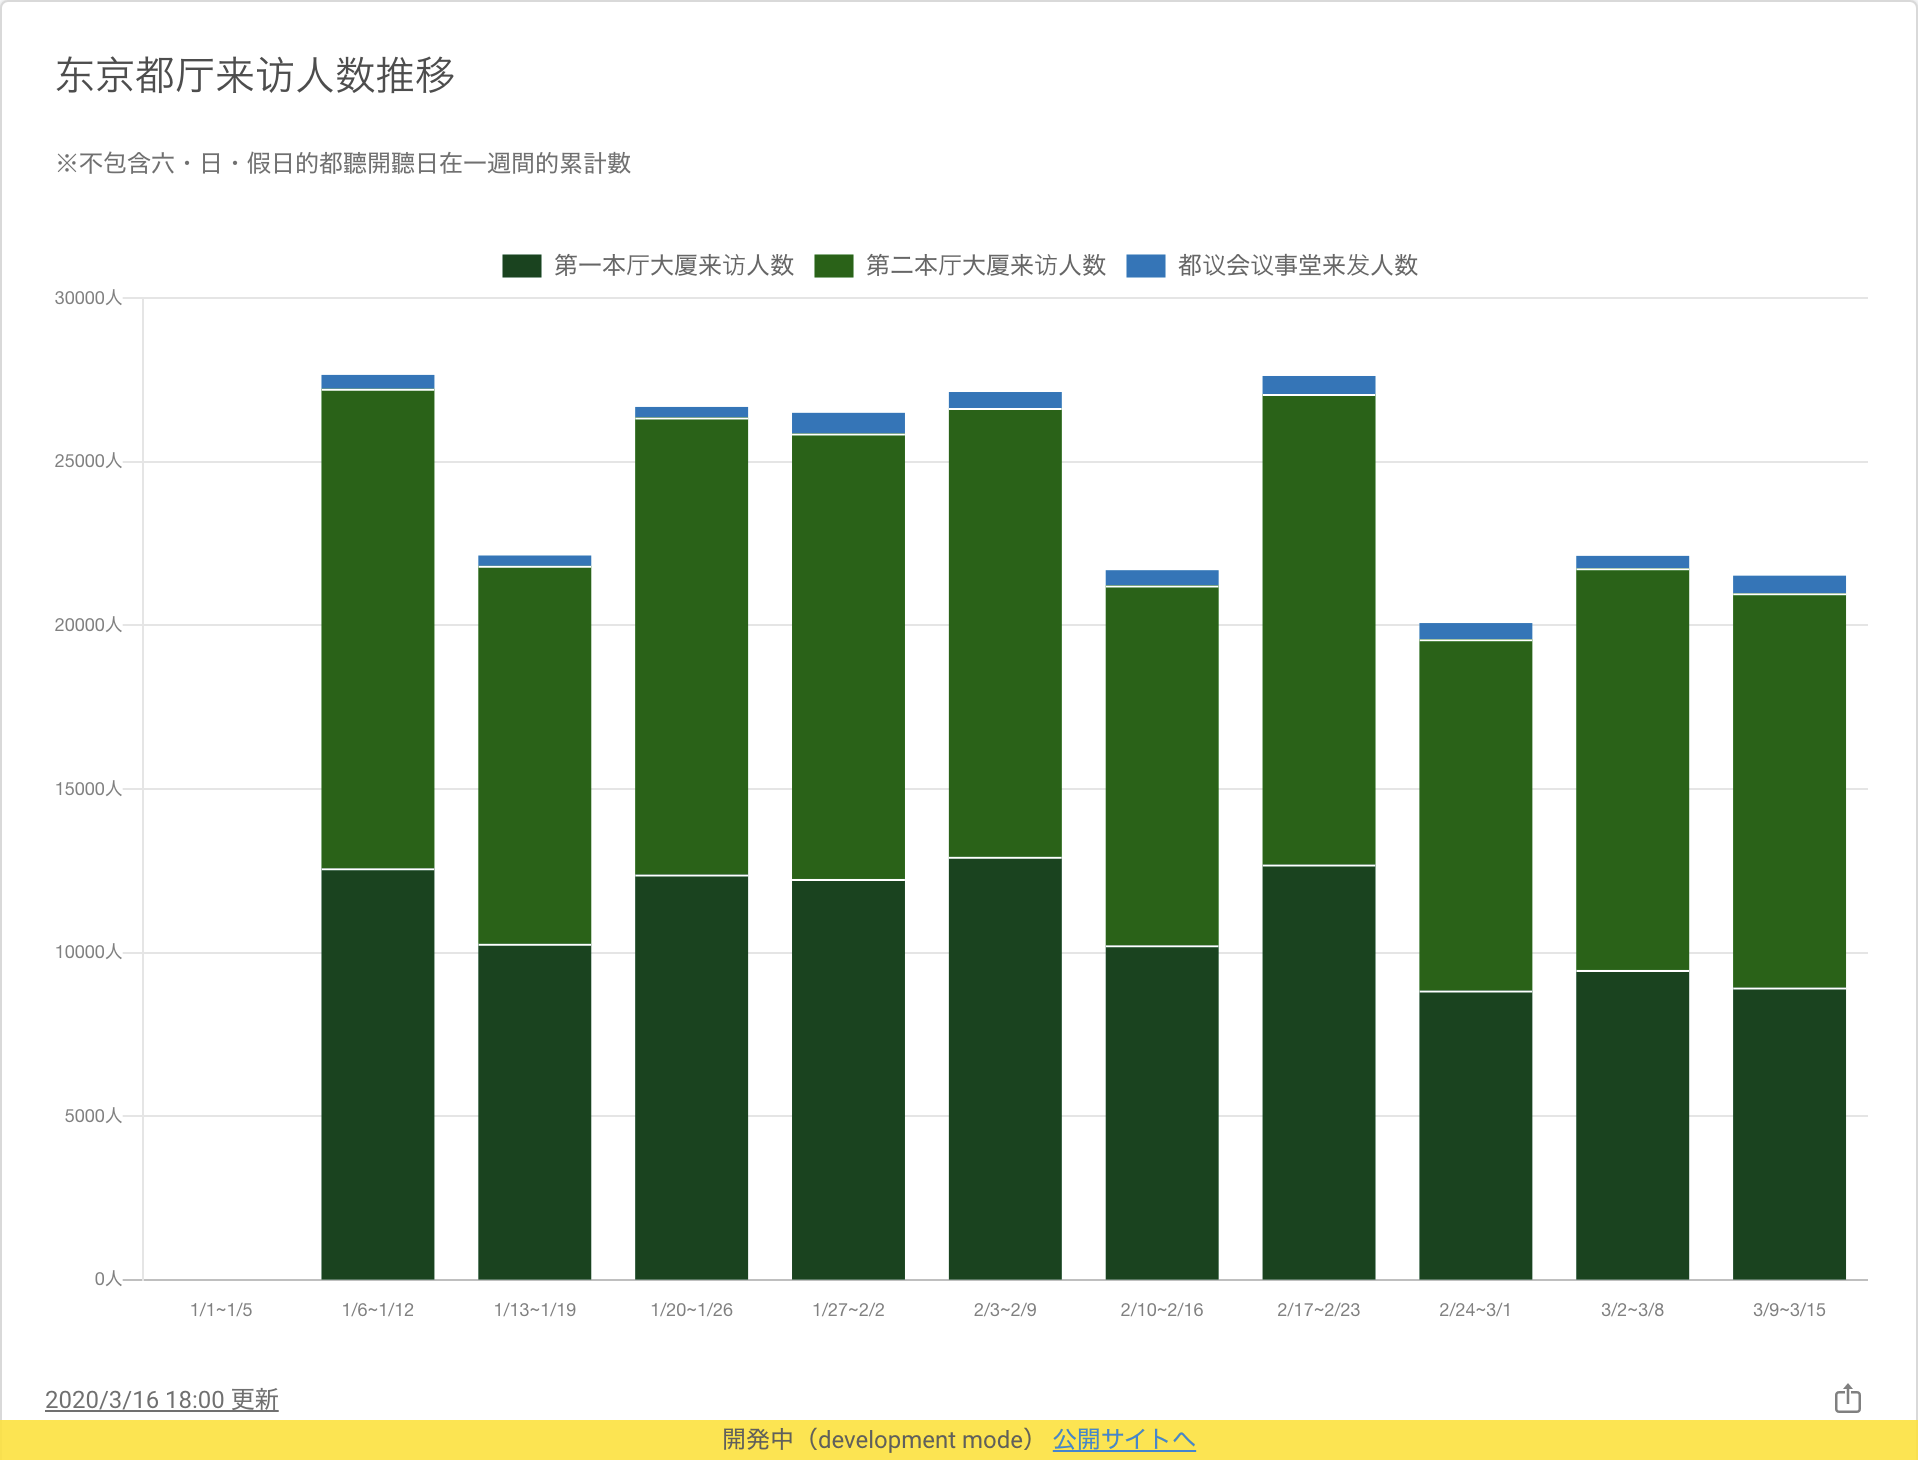 东京都厅来访人数推移
※不包含六・日・假日的都聽開聽日在一週間的累計數
第一本厅大厦来访人数 第二本厅大厦来访人数 都议会议事堂来发人数
30000人
25000人
20000人
15000人
10000人
5000人
0人
1/1~1/5 1/6~1/12 1/13~1/19 1/20~1/26 1/27~2/2 2/3~2/9 2/10~2/16 2/17~2/23 2/24~3/1 3/2~3/8 3/9~3/15
2020/3/16 18:00 更新
開発中（development mode） 公開サイトへ